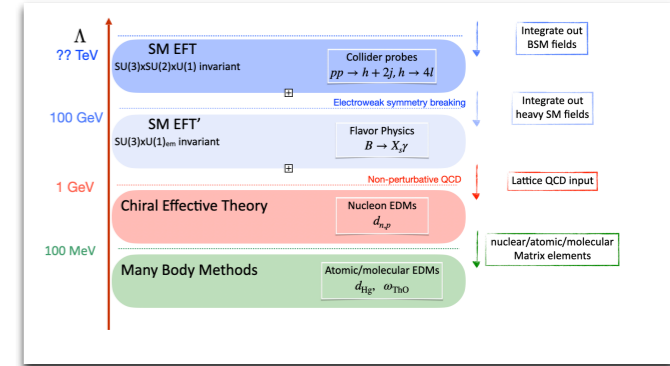 Λ
?? TeV
SM EFT
SU(3)xSU(2)xU(1) invariant
Collider probes
pp → h + 2j, h → 4l
Integrate out
BSM fields
Electroweak symmetry breaking
100 GeV
SM EFT'
SU(3)xU(1)em invariant
Flavor Physics
B → Xsγ
Integrate out
heavy SM fields
Non-perturbative QCD
1 GeV
Chiral Effective Theory
Nucleon EDMs
dn,p
Lattice QCD input
100 MeV
Many Body Methods
Atomic/molecular EDMs
dHg, ωThO
nuclear/atomic/molecular
Matrix elements